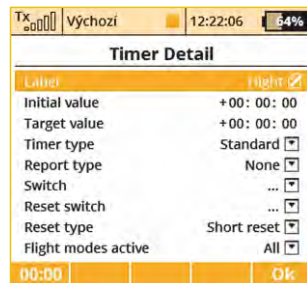 Tx Výchozí 12:22:06 64%
Timer Detail
Label Flight
Initial value +00: 00: 00
Target value +00: 00: 00
Timer type Standard
Report type None
Switch ...
Reset switch ...
Reset type Short reset
Flight modes active All
00:00 Ok